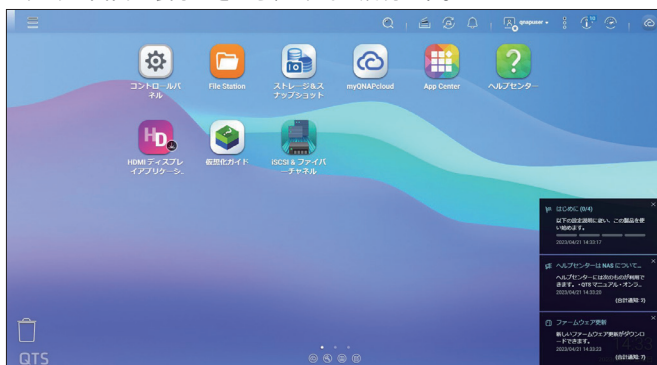 qnapuser
コントロールパ
ネル
File Station
ストレージ&ス
ナップショット
myQNAPcloud
App Center
ヘルプセンター
HDMI ディスプレ
イアプリケーシ...
仮想化ガイド
iSCSI & ファイバ
ーチャネル
はじめに (0/4)
以下の設定説明に従い、この製品を使
い始めます。
2023/04/21 14:33:17
ヘルプセンターは NAS について...
ヘルプセンターには次のものが利用で
きます。・QTS マニュアル・オンラ...
2023/04/21 14:33:20
(合計通知: 7)
ファームウェア更新
新しいファームウェア更新がダウンロ
ードできます。
2023/04/21 14:33:23
(合計通知: 7)
14:33
QTS